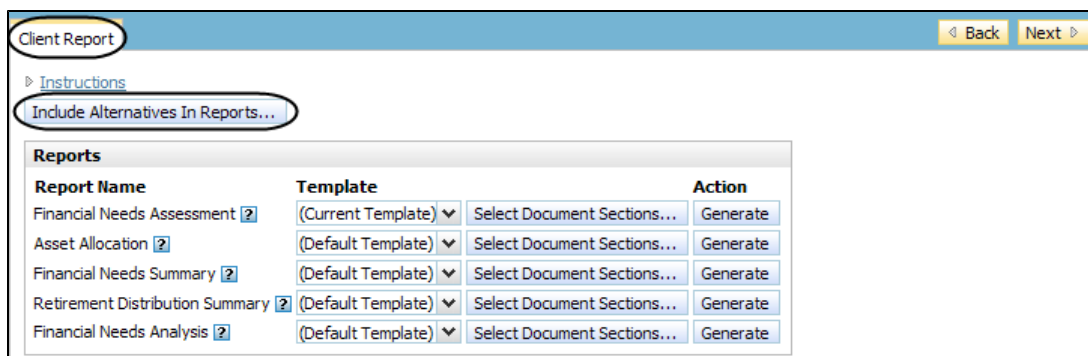 Client Report
Back Next
Instructions
Include Alternatives In Reports...
Reports
Report Name Template Action
Financial Needs Assessment ? (Current Template) Select Document Sections... Generate
Asset Allocation ? (Default Template) Select Document Sections... Generate
Financial Needs Summary ? (Default Template) Select Document Sections... Generate
Retirement Distribution Summary ? (Default Template) Select Document Sections... Generate
Financial Needs Analysis ? (Default Template) Select Document Sections... Generate